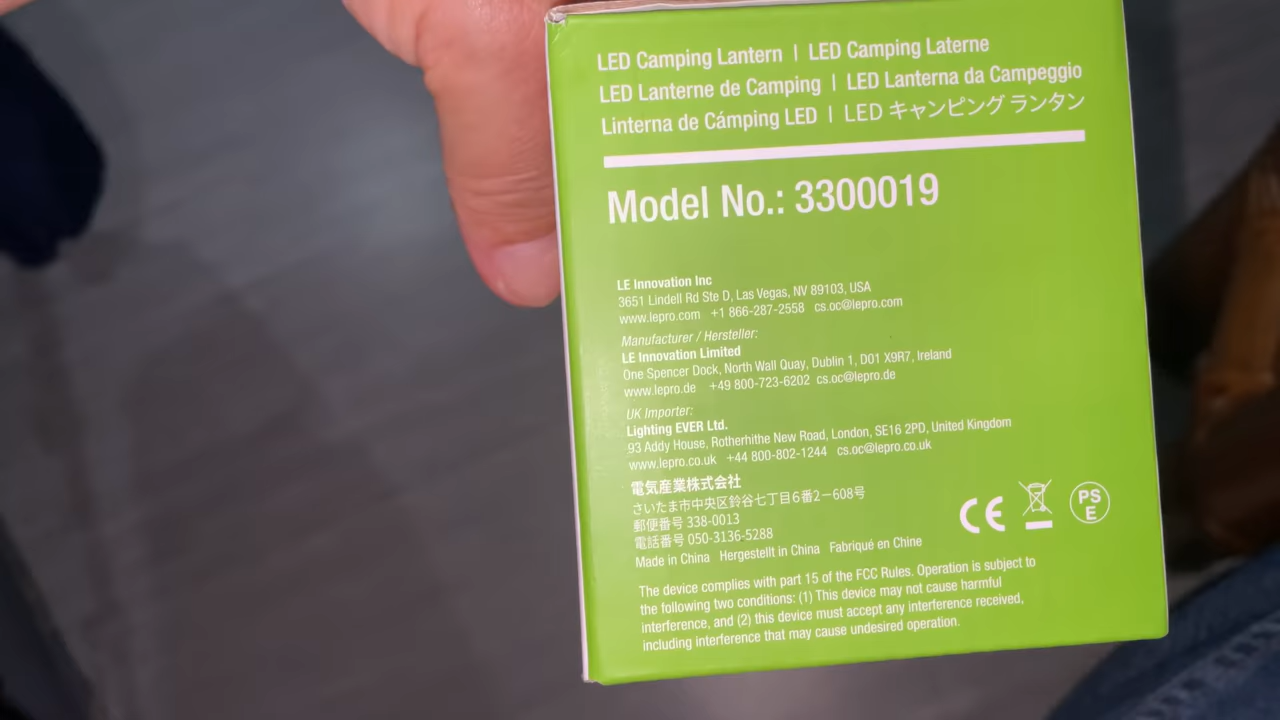 LED Camping Lantern | LED Camping Laterne
LED Lanterne de Camping | LED Lanterna da Campeggio
Linterna de Cámping LED | LED キャンピング ランタン
Model No.: 3300019
LE Innovation Inc
3651 Lindell Rd Ste D, Las Vegas, NV 89103, USA
www.lepro.com +1 866-287-2558 cs.oc@lepro.com
Manufacturer / Hersteller:
LE Innovation Limited
One Spencer Dock, North Wall Quay, Dublin 1, D01 X9R7, Ireland
www.lepro.de +49 800-723-6202 cs.oc@lepro.de
UK Importer:
Lighting EVER Ltd.
93 Addy House, Rotherhithe New Road, London, SE16 2PD, United Kingdom
www.lepro.co.uk +44 800-802-1244 cs.oc@lepro.co.uk
電気産業株式会社
さいたま市中央区鈴谷七丁目6番2−608号
郵便番号 338-0013
電話番号 050-3136-5288
Made in China Hergestellt in China Fabriqué en Chine
CE
PS
E
The device complies with part 15 of the FCC Rules. Operation is subject to
the following two conditions: (1) This device may not cause harmful
interference, and (2) this device must accept any interference received,
including interference that may cause undesired operation.